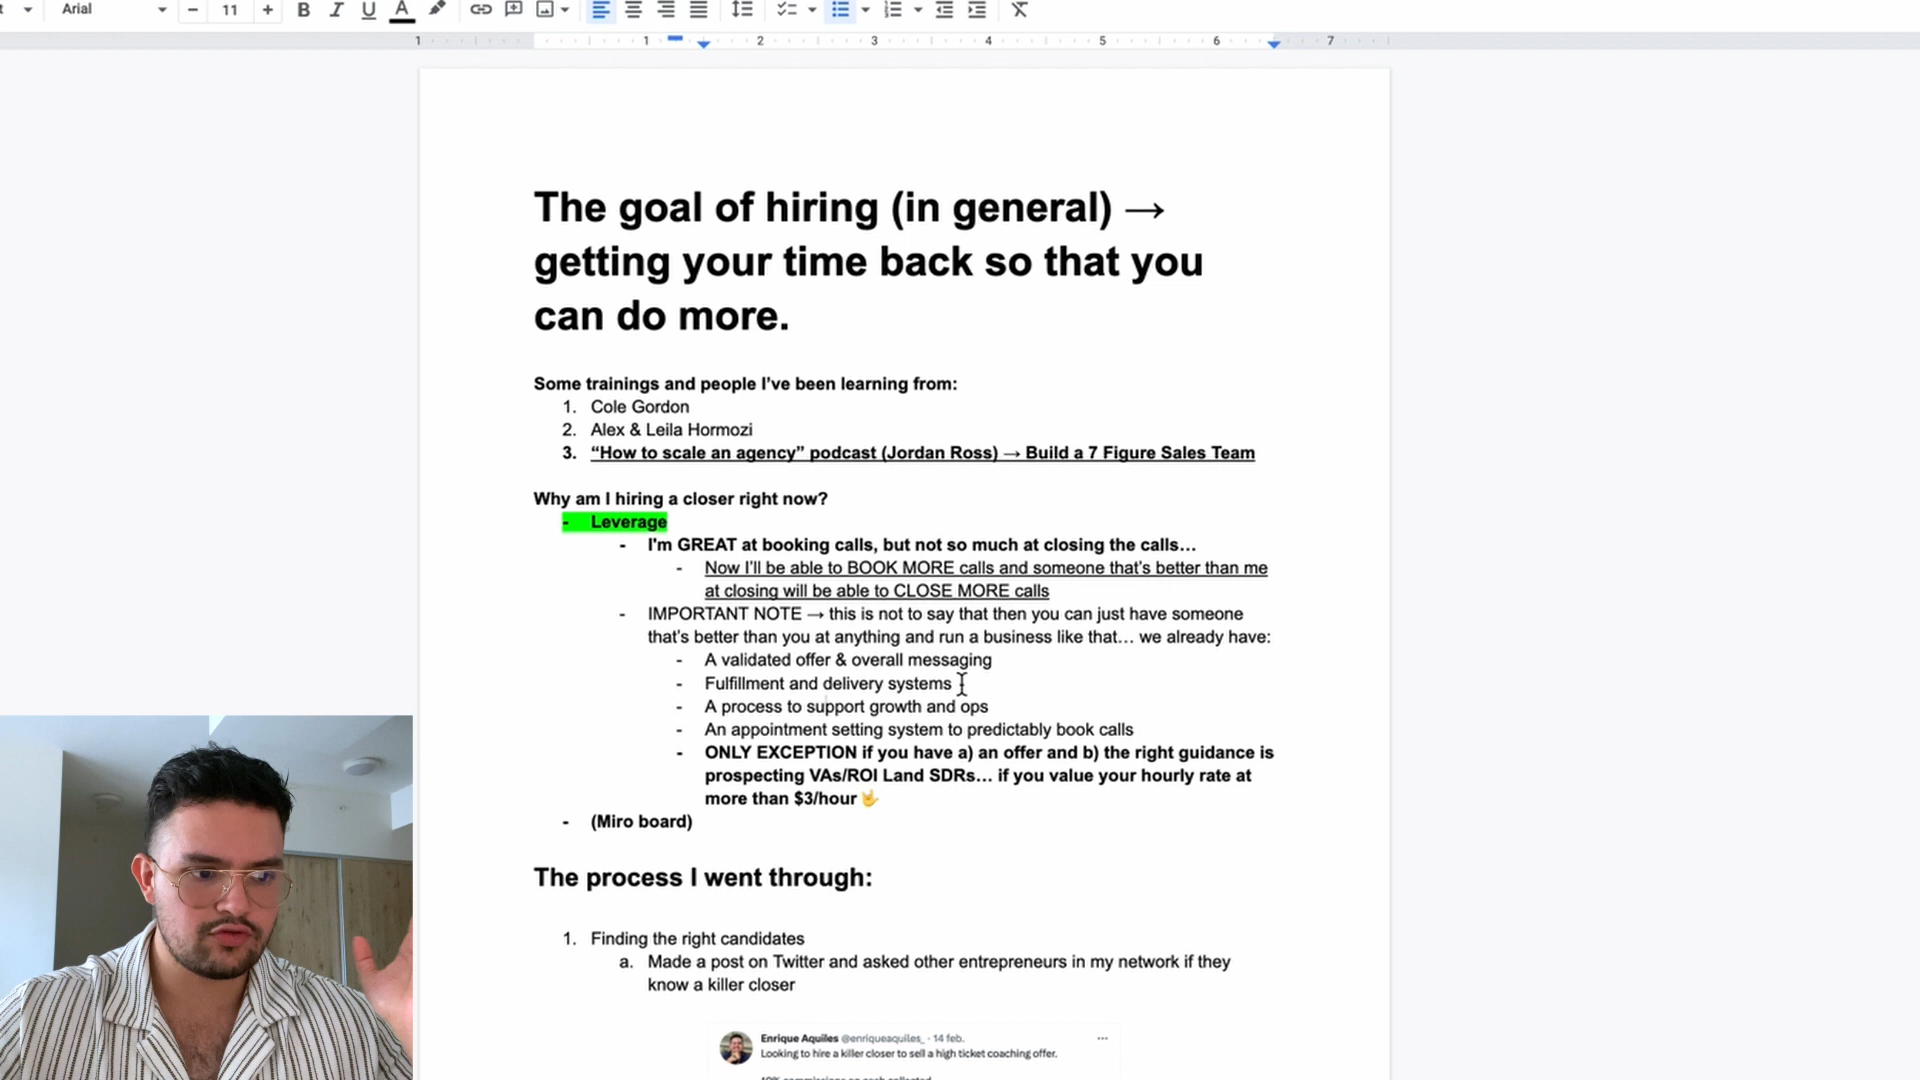 Arial
11
B I U A
1 1 2 3 4 5 6 7
The goal of hiring (in general) →
getting your time back so that you
can do more.
Some trainings and people I've been learning from:
1. Cole Gordon
2. Alex & Leila Hormozi
3. “How to scale an agency” podcast (Jordan Ross) → Build a 7 Figure Sales Team
Why am I hiring a closer right now?
- Leverage
- I'm GREAT at booking calls, but not so much at closing the calls…
- Now I'll be able to BOOK MORE calls and someone that's better than me
at closing will be able to CLOSE MORE calls
- IMPORTANT NOTE → this is not to say that then you can just have someone
that's better than you at anything and run a business like that… we already have:
- A validated offer & overall messaging
- Fulfillment and delivery systems
- A process to support growth and ops
- An appointment setting system to predictably book calls
- ONLY EXCEPTION if you have a) an offer and b) the right guidance is
prospecting VAs/ROI Land SDRs… if you value your hourly rate at
more than $3/hour 🤟
- (Miro board)
The process I went through:
1. Finding the right candidates
a. Made a post on Twitter and asked other entrepreneurs in my network if they
know a killer closer
Enrique Aquiles @enriqueaquiles_ · 14 feb.
Looking to hire a killer closer to sell a high ticket coaching offer.